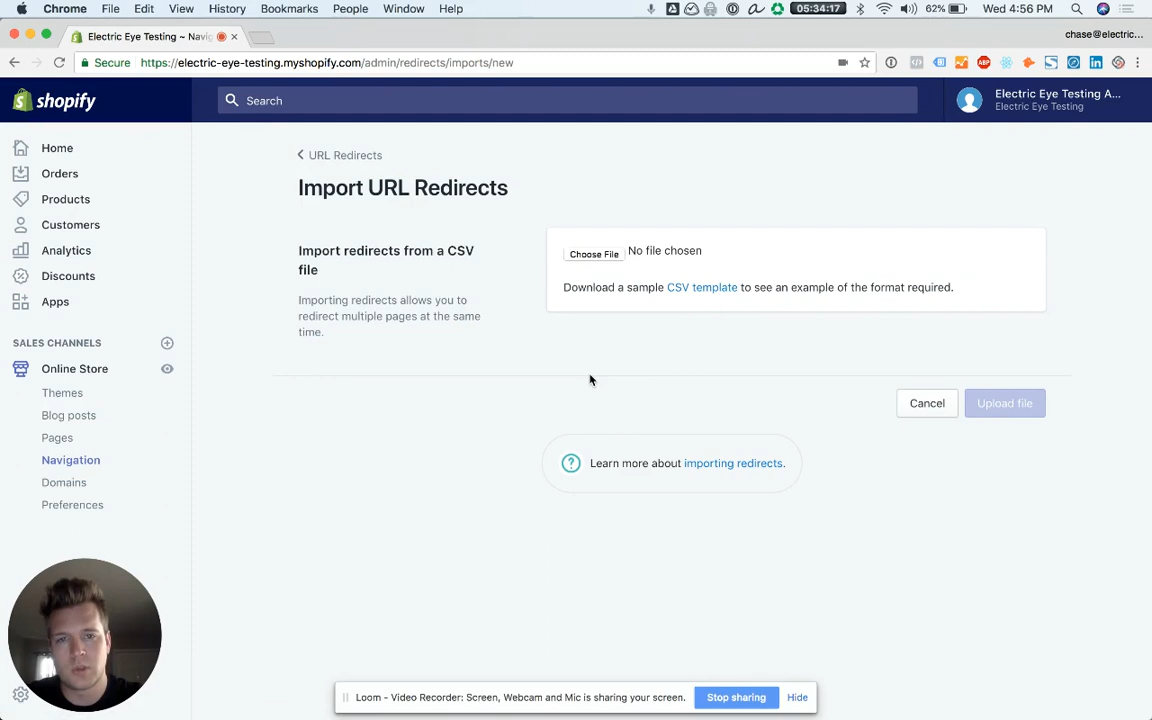 Chrome File Edit View History Bookmarks People Window Help 05:34:17 62% Wed 4:56 PM
Electric Eye Testing ~ Navig chase@electric...
Secure https://electric-eye-testing.myshopify.com/admin/redirects/imports/new
shopify Search Electric Eye Testing A...
Electric Eye Testing
Home
Orders
Products
Customers
Analytics
Discounts
Apps
SALES CHANNELS
Online Store
Themes
Blog posts
Pages
Navigation
Domains
Preferences
URL Redirects
Import URL Redirects
Import redirects from a CSV
file
Importing redirects allows you to
redirect multiple pages at the same
time.
Choose File No file chosen
Download a sample CSV template to see an example of the format required.
Cancel Upload file
? Learn more about importing redirects.
Loom - Video Recorder: Screen, Webcam and Mic is sharing your screen. Stop sharing Hide